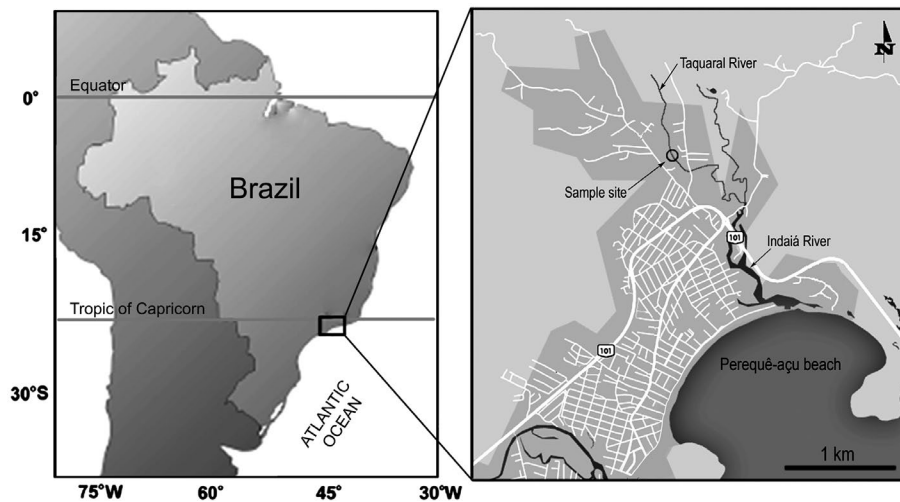 Equator
0°
Brazil
15°
Tropic of Capricorn
30°S
ATLANTIC
OCEAN
75°W
60°
45°
30°W
N
Taquaral River
Sample site
101
Indaiá River
101
Perequê-açu beach
1 km